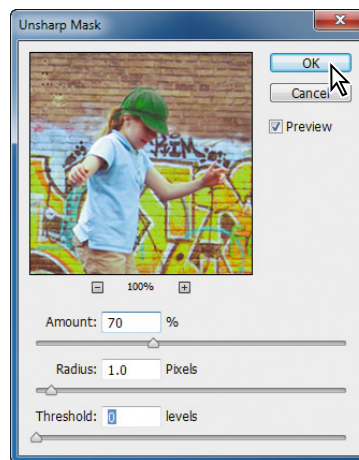 Unsharp Mask
OK
Cancel
Preview
100%
Amount: 70 %
Radius: 1.0 Pixels
Threshold: 0 levels